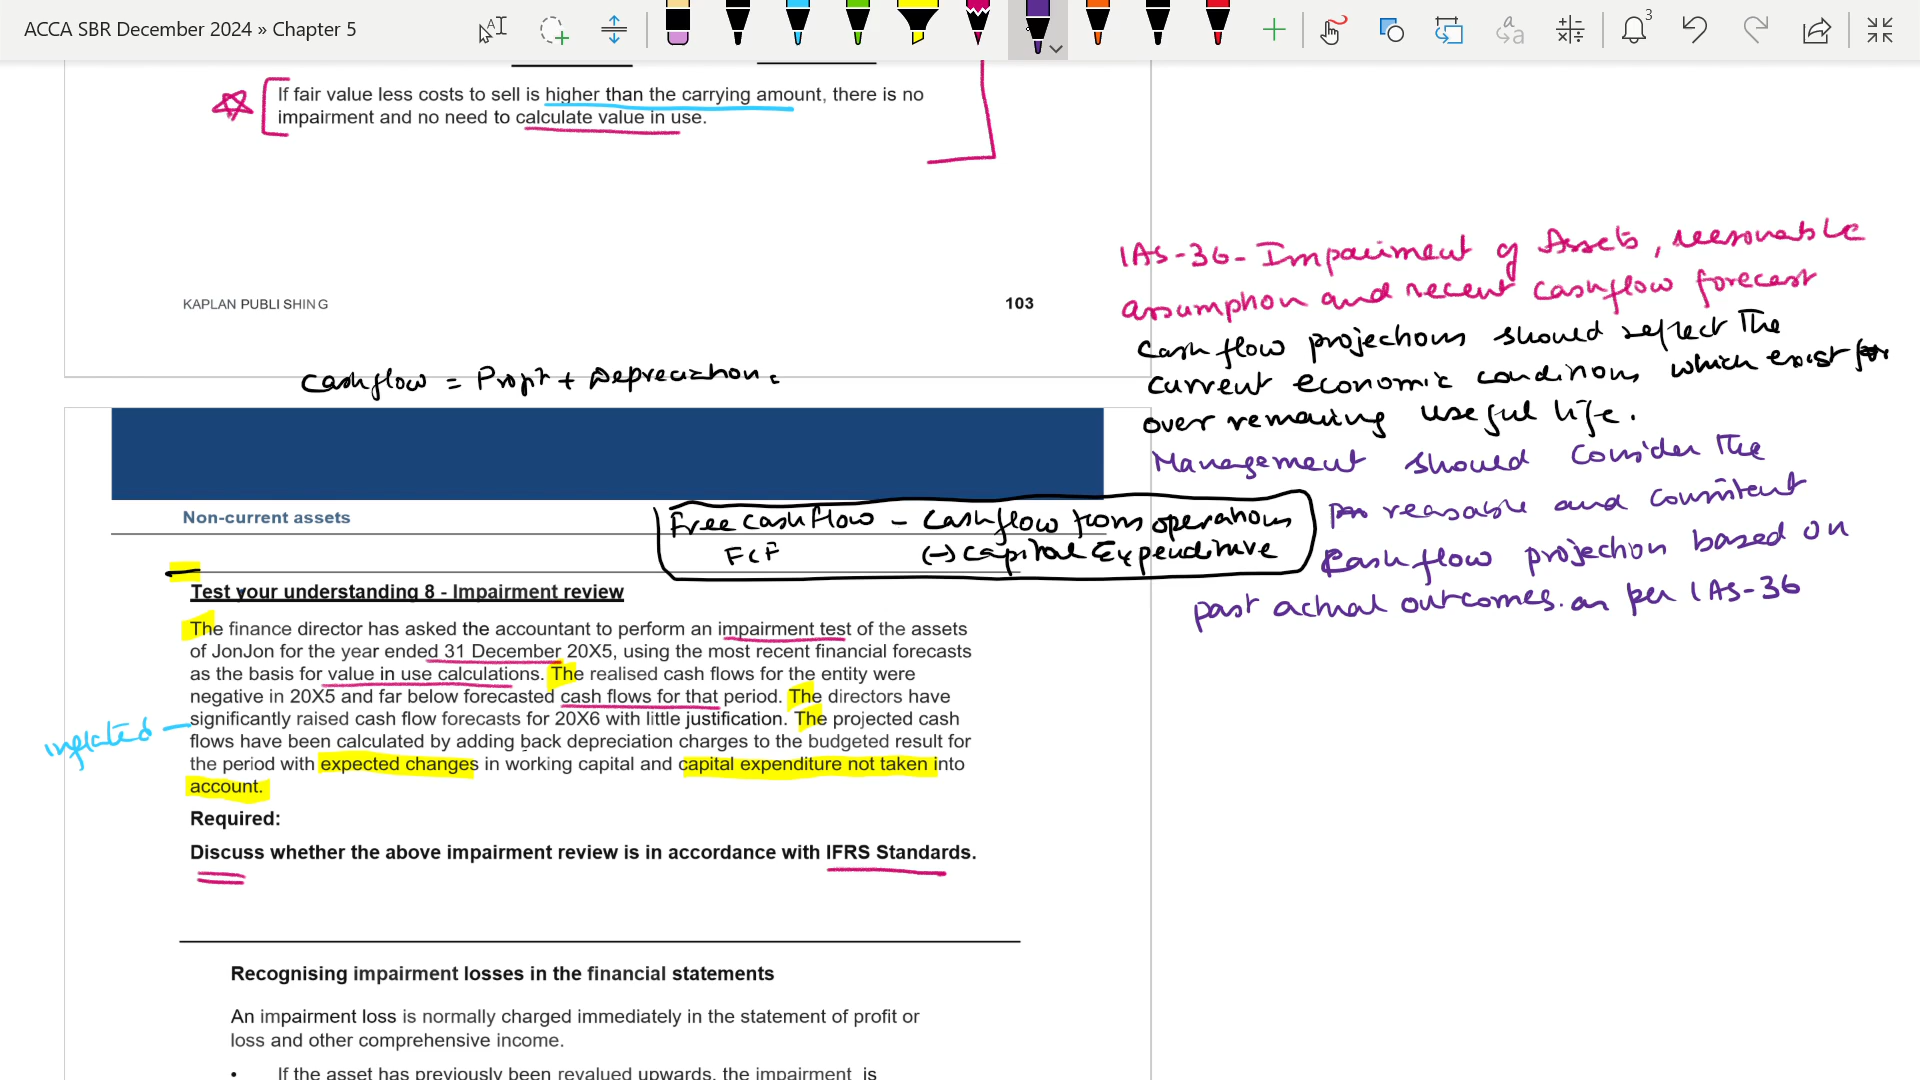 ACCA SBR December 2024 » Chapter 5
3
If fair value less costs to sell is higher than the carrying amount, there is no
impairment and no need to calculate value in use.
KAPLAN PUBLISHING
103
IAS-36- Impairment of Assets, reasonable
assumption and recent cashflow forecast
Cash flow projections should reflect the
current economic conditions which exist for
over remaining useful life.
Management should consider the
reasable and consistent
Cashflow projection based on
past actual outcomes. as per IAS-36
Cashflow = Profit + Depreciation.
Free Cash Flow - Cashflow from operations
FCF (-) Capital Expenditure
Non-current assets
Test your understanding 8 - Impairment review
The finance director has asked the accountant to perform an impairment test of the assets
of JonJon for the year ended 31 December 20X5, using the most recent financial forecasts
as the basis for value in use calculations. The realised cash flows for the entity were
negative in 20X5 and far below forecasted cash flows for that period. The directors have
significantly raised cash flow forecasts for 20X6 with little justification. The projected cash
flows have been calculated by adding back depreciation charges to the budgeted result for
the period with expected changes in working capital and capital expenditure not taken into
account.
inflated
Required:
Discuss whether the above impairment review is in accordance with IFRS Standards.
Recognising impairment losses in the financial statements
An impairment loss is normally charged immediately in the statement of profit or
loss and other comprehensive income.
• If the asset has previously been revalued upwards, the impairment is